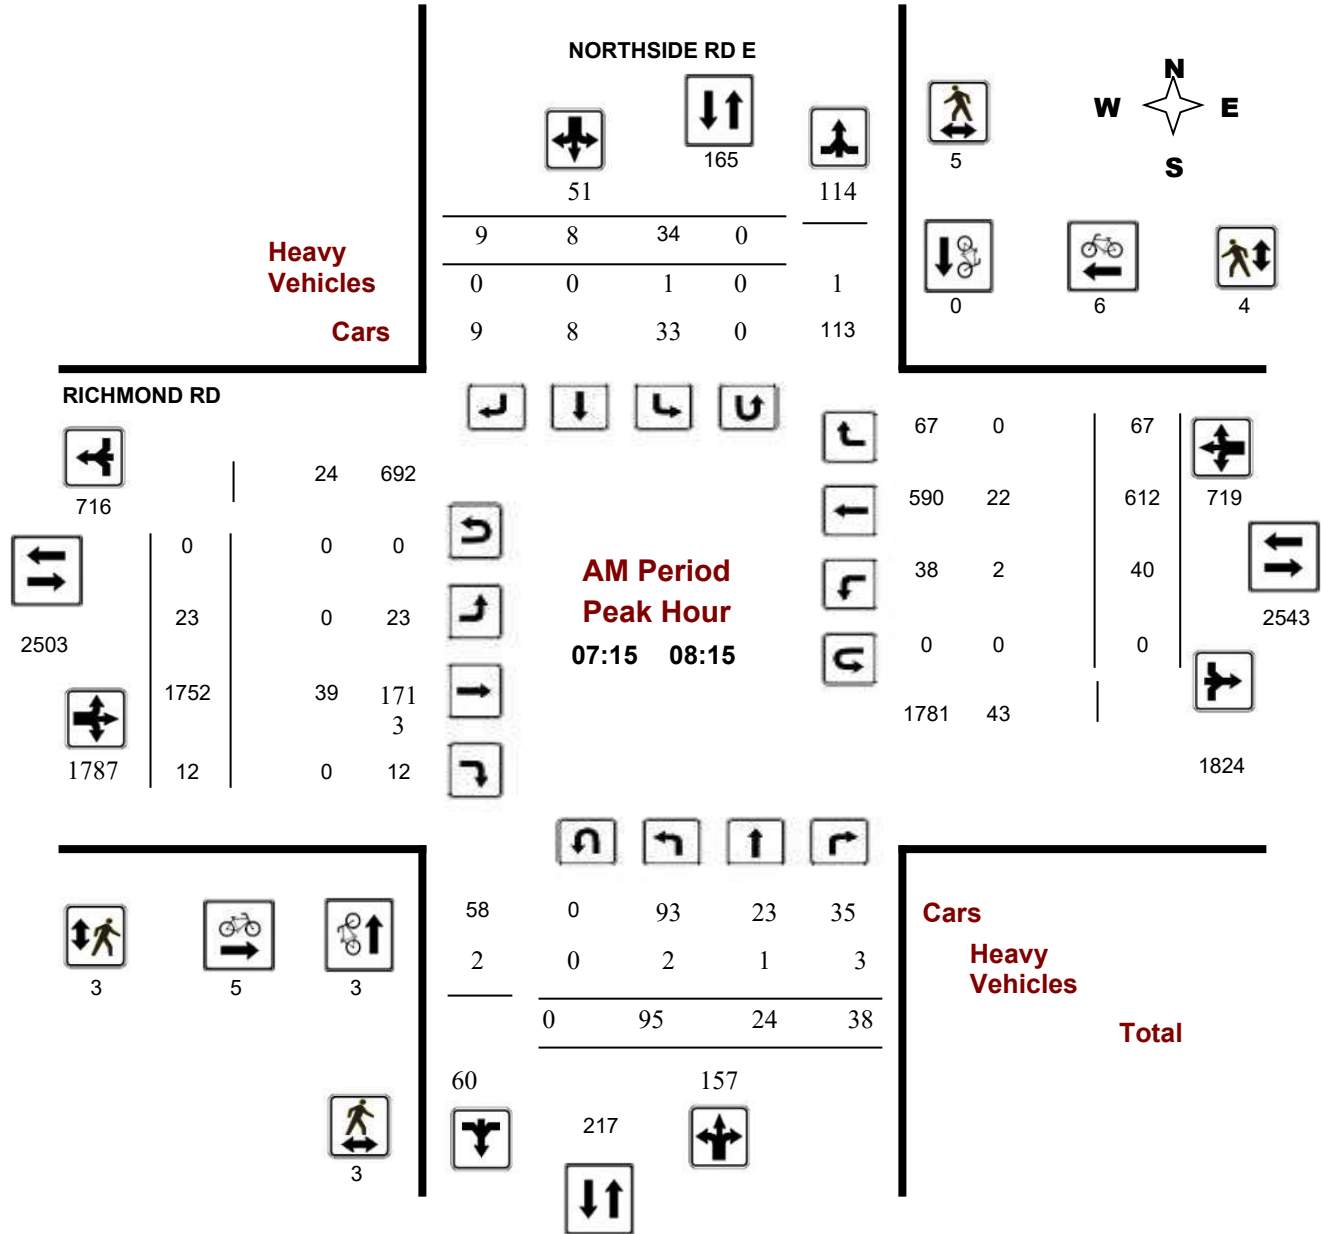 NORTHSIDE RD E
N
W E
S
165
5
51
114
9 8 34 0
Heavy
Vehicles
0 0 1 0 1
0 6 4
Cars
9 8 33 0 113
RICHMOND RD
67 0 67
24 692
716
590 22 612 719
0 0 0
AM Period
38 2 40
Peak Hour
23 0 23
2543
2503
07:15 08:15
0 0 0
1752 39 171
3
1781 43
1787 12 0 12
1824
58 0 93 23 35
Cars
2 0 2 1 3
Heavy
Vehicles
3 5 3
0 95 24 38
Total
60 157
217
3